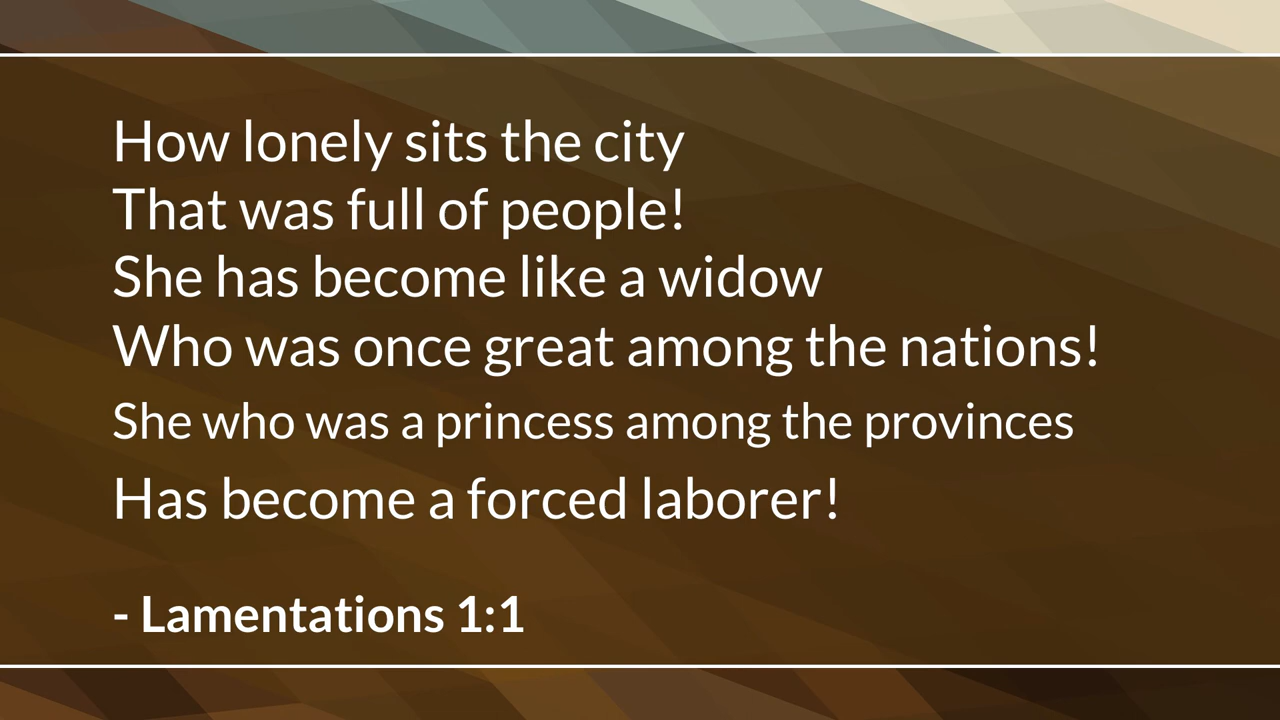 How lonely sits the city
That was full of people!
She has become like a widow
Who was once great among the nations!
She who was a princess among the provinces
Has become a forced laborer!
- Lamentations 1:1